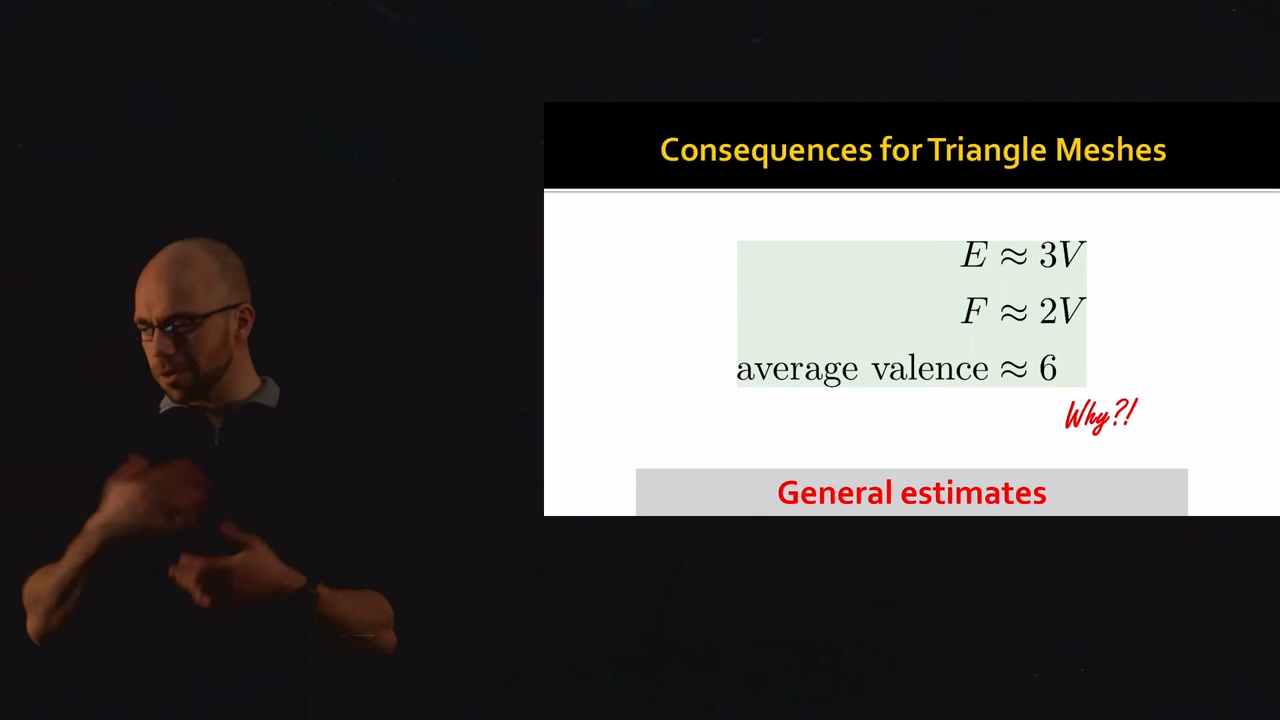 Consequences for Triangle Meshes
E ≈ 3V
F ≈ 2V
average valence ≈ 6
Why?!
General estimates